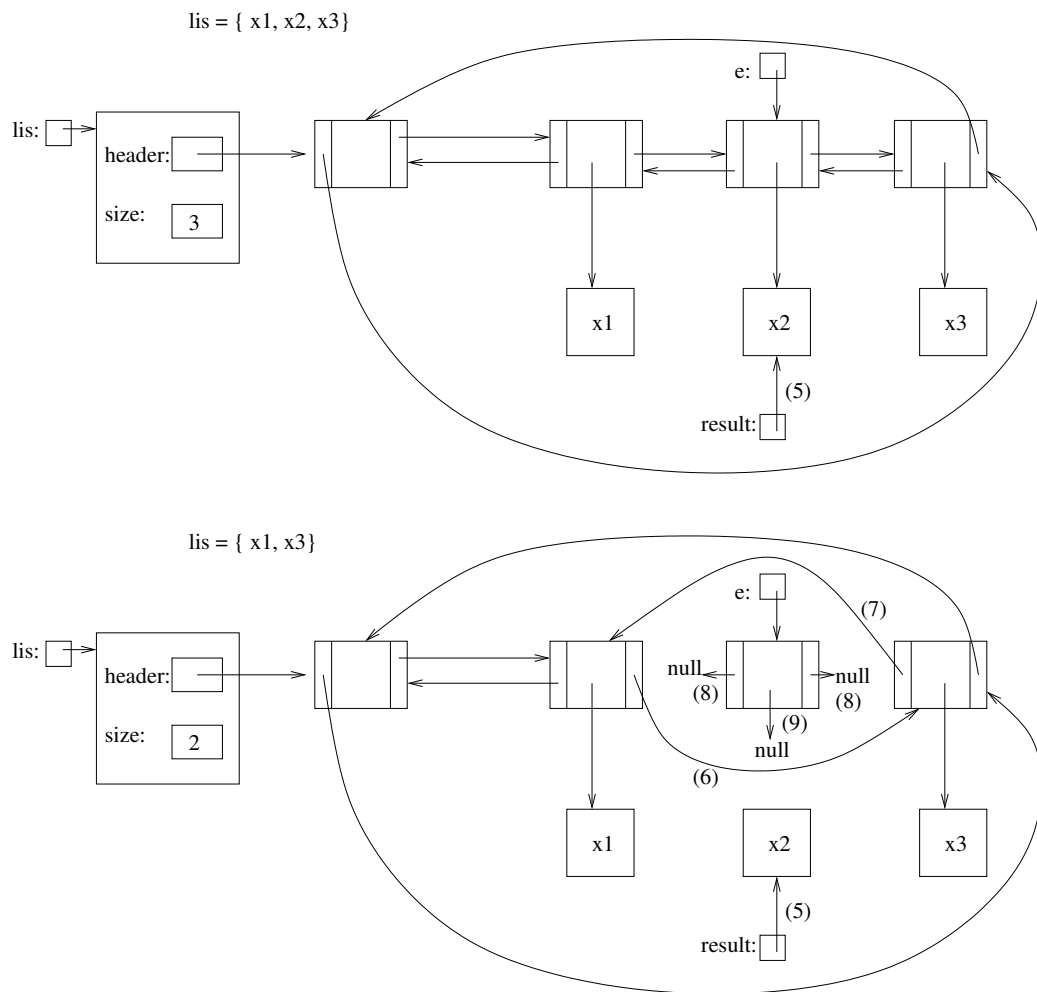 lis = { x1, x2, x3}
e:
lis:
header:
size:
3
x1
x2
x3
(5)
result:
lis = { x1, x3}
e:
(7)
lis:
header:
null
null
(8)
(8)
(9)
size:
2
null
(6)
x1
x2
x3
(5)
result: